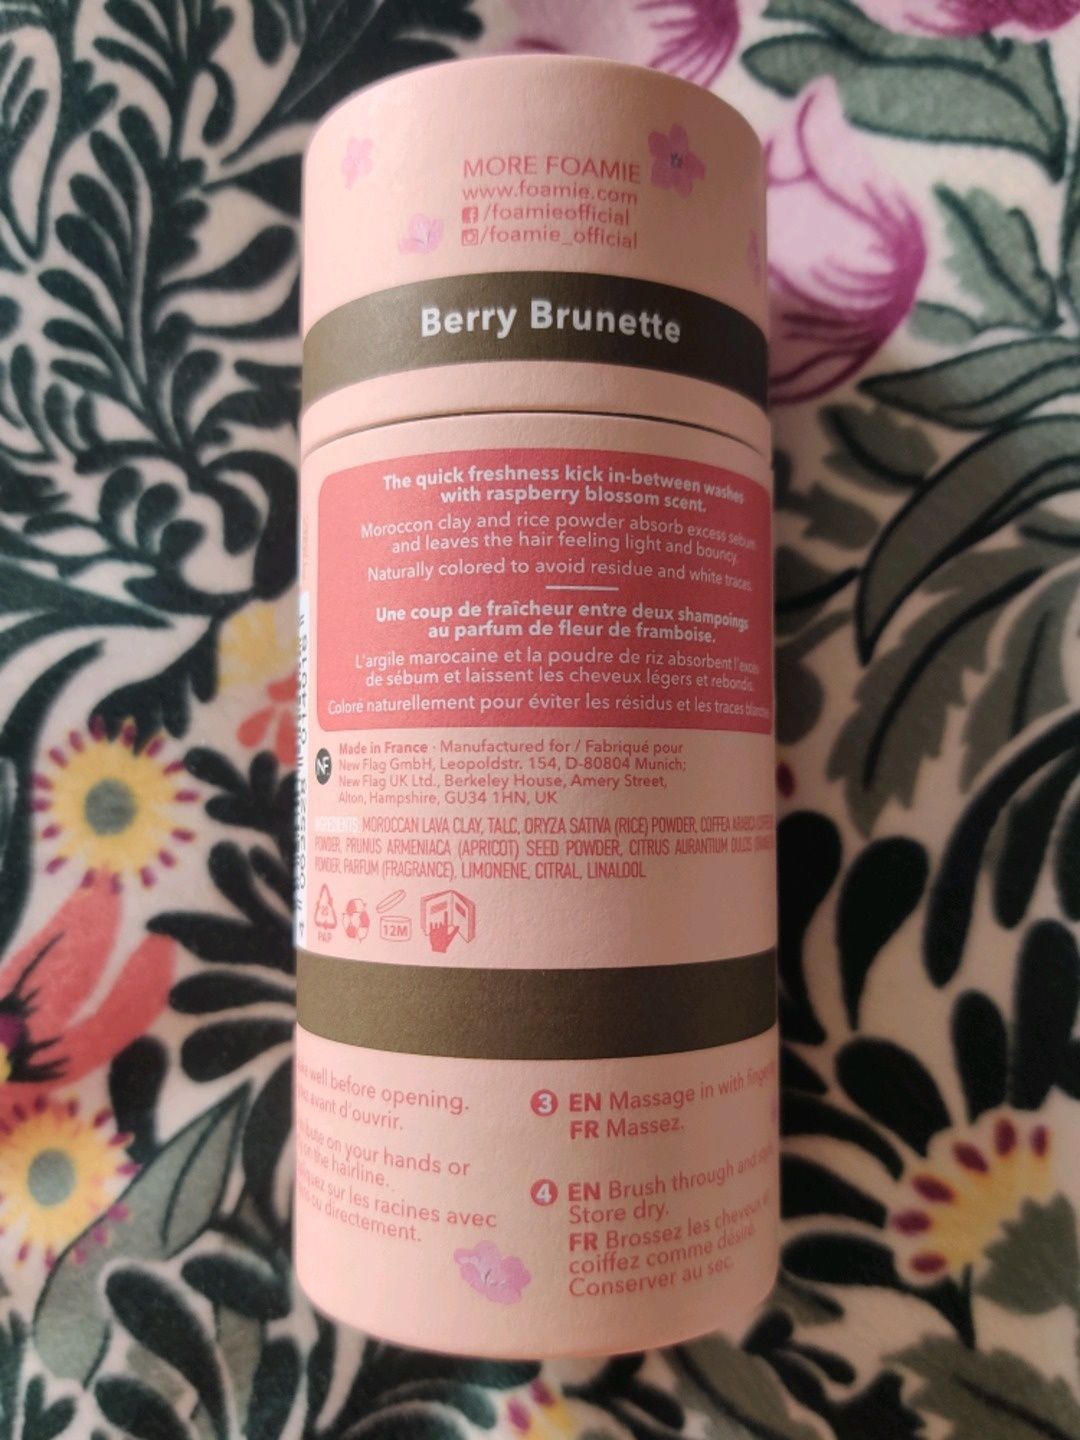 MORE FOAMIE
www.foamie.com
/foamieofficial
/foamie_official
Berry Brunette
The quick freshness kick in-between washes
with raspberry blossom scent.
Moroccon clay and rice powder absorb excess sebum
and leaves the hair feeling light and bouncy.
Naturally colored to avoid residue and white traces.
Une coup de fraîcheur entre deux shampoings
au parfum de fleur de framboise.
L'argile marocaine et la poudre de riz absorbent l'excès
de sébum et laissent les cheveux légers et rebondis.
Coloré naturellement pour éviter les résidus et les traces blanches
NF
Made in France · Manufactured for / Fabriqué pour
New Flag GmbH, Leopoldstr. 154, D-80804 Munich;
New Flag UK Ltd., Berkeley House, Amery Street,
Alton, Hampshire, GU34 1HN, UK
INGREDIENTS: MOROCCAN LAVA CLAY, TALC, ORYZA SATIVA (RICE) POWDER, COFFEA ARABICA
POWDER, PRUNUS ARMENIACA (APRICOT) SEED POWDER, CITRUS AURANTIUM DULCIS
POWDER, PARFUM (FRAGRANCE), LIMONENE, CITRAL, LINALOOL
PAP
12M
well before opening.
avant d'ouvrir.
on your hands or
on the hairline.
sur les racines avec
ou directement.
3 EN Massage in with
FR Massez.
4 EN Brush through and
Store dry.
FR Brossez les cheveux et
coiffez comme désiré.
Conserver au sec.